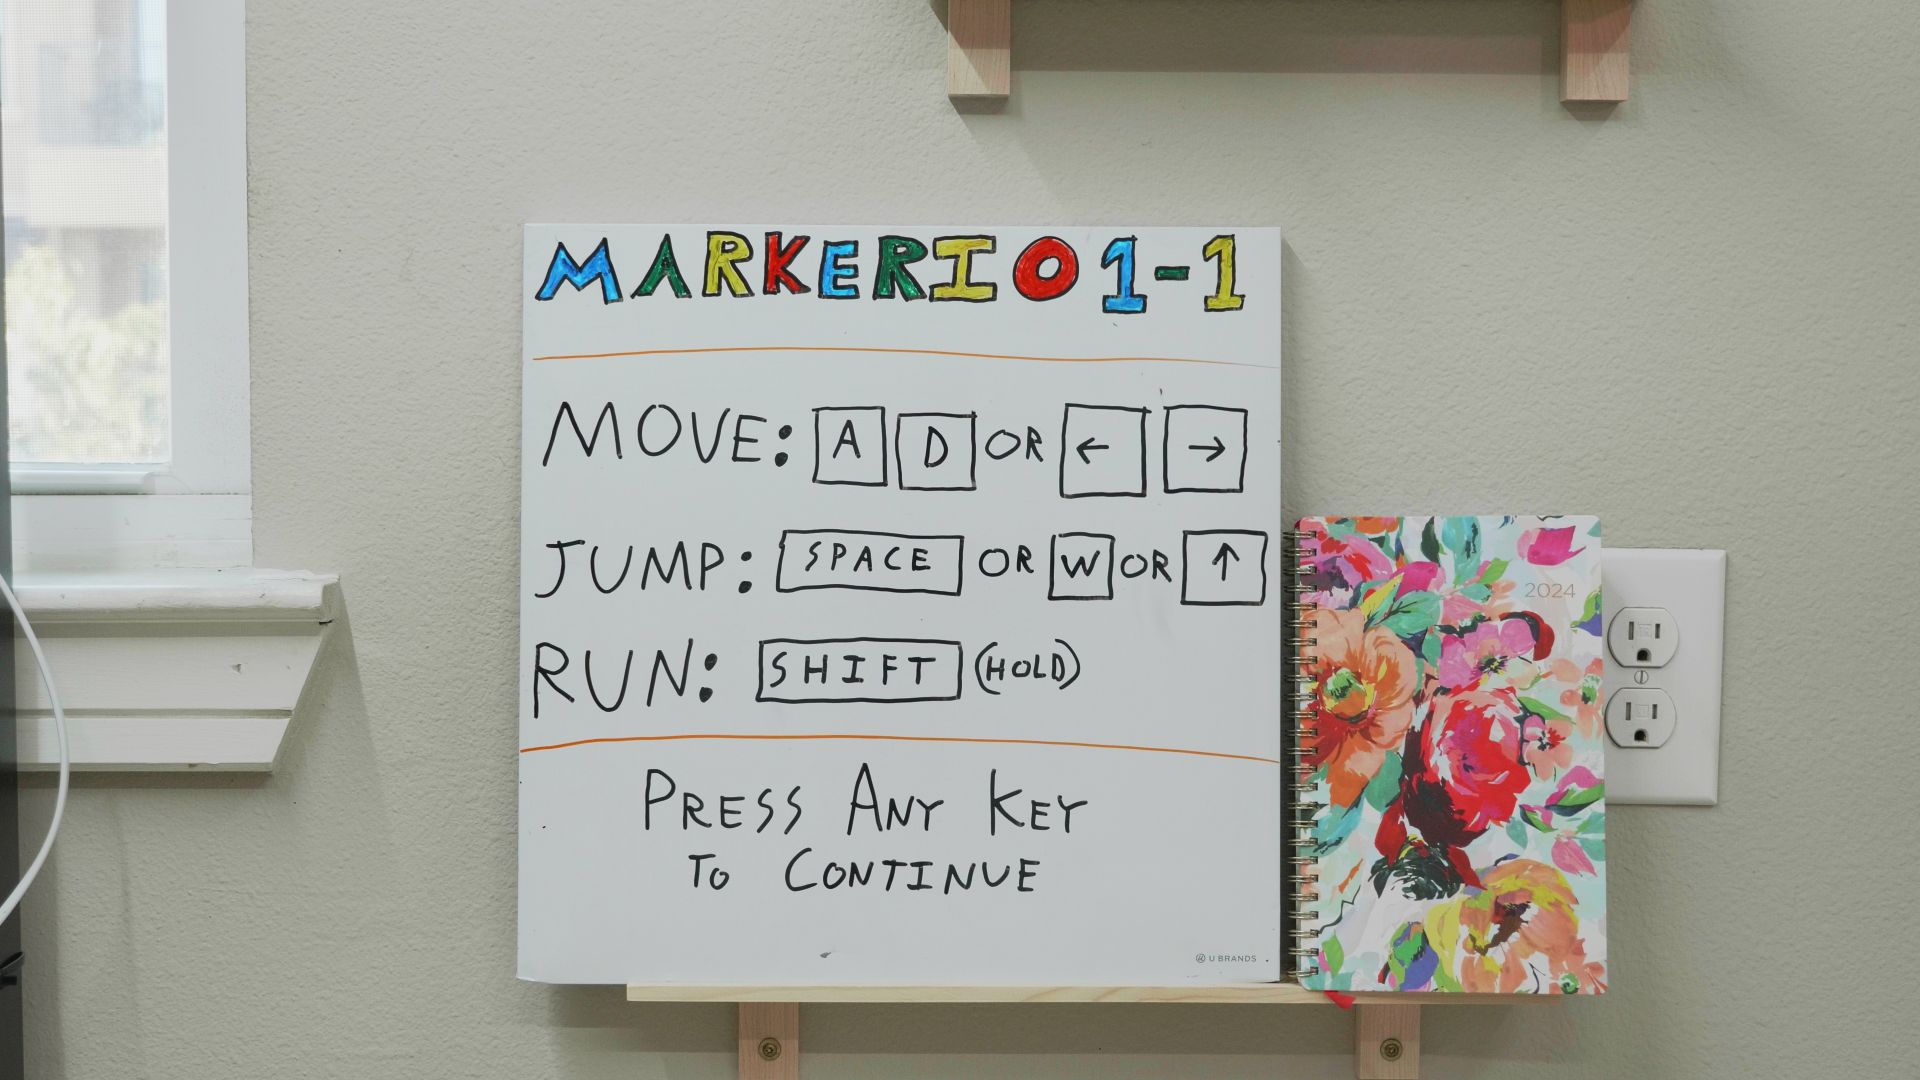 MARKERIO 1-1
MOVE: A D OR ← →
JUMP: SPACE OR W OR ↑
RUN: SHIFT (HOLD)
PRESS ANY KEY
TO CONTINUE
U BRANDS
2024